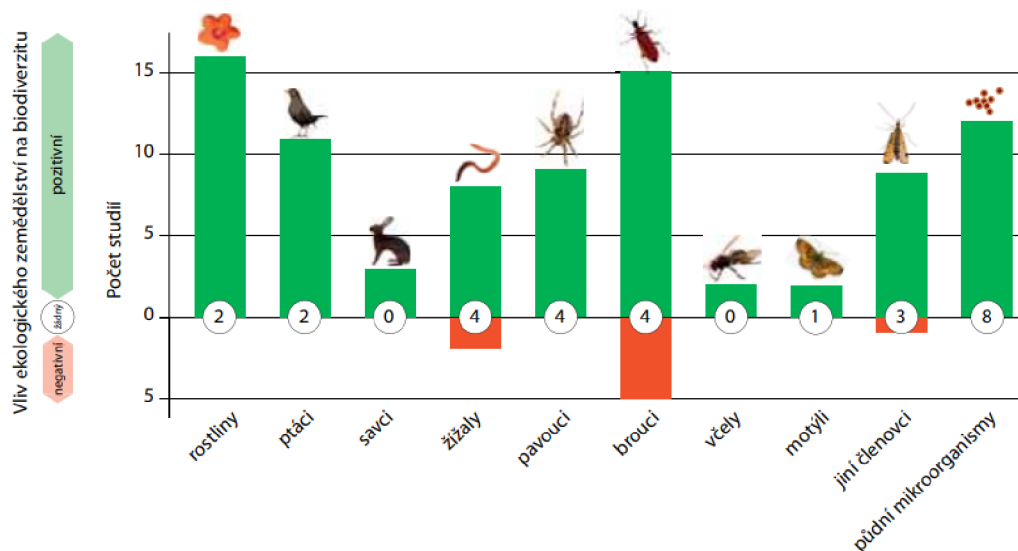 Vliv ekologického zemědělství na biodiverzitu
pozitivní
žádný
negativní
Počet studií
15
10
5
0
5
2
2
0
4
4
4
0
1
3
8
rostliny
ptáci
savci
žížaly
pavouci
brouci
včely
motýli
jiní členovci
půdní mikroorganismy